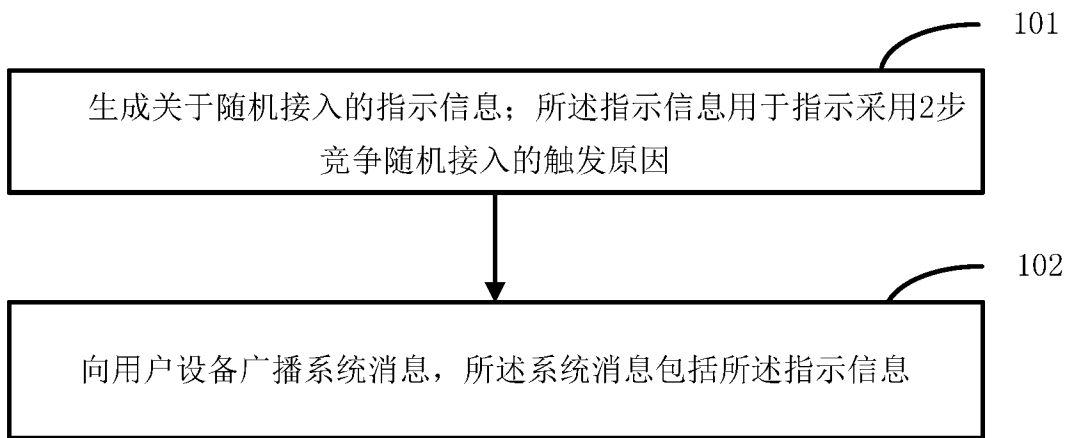 101
生成关于随机接入的指示信息；所述指示信息用于指示采用2步
竞争随机接入的触发原因
102
向用户设备广播系统消息，所述系统消息包括所述指示信息